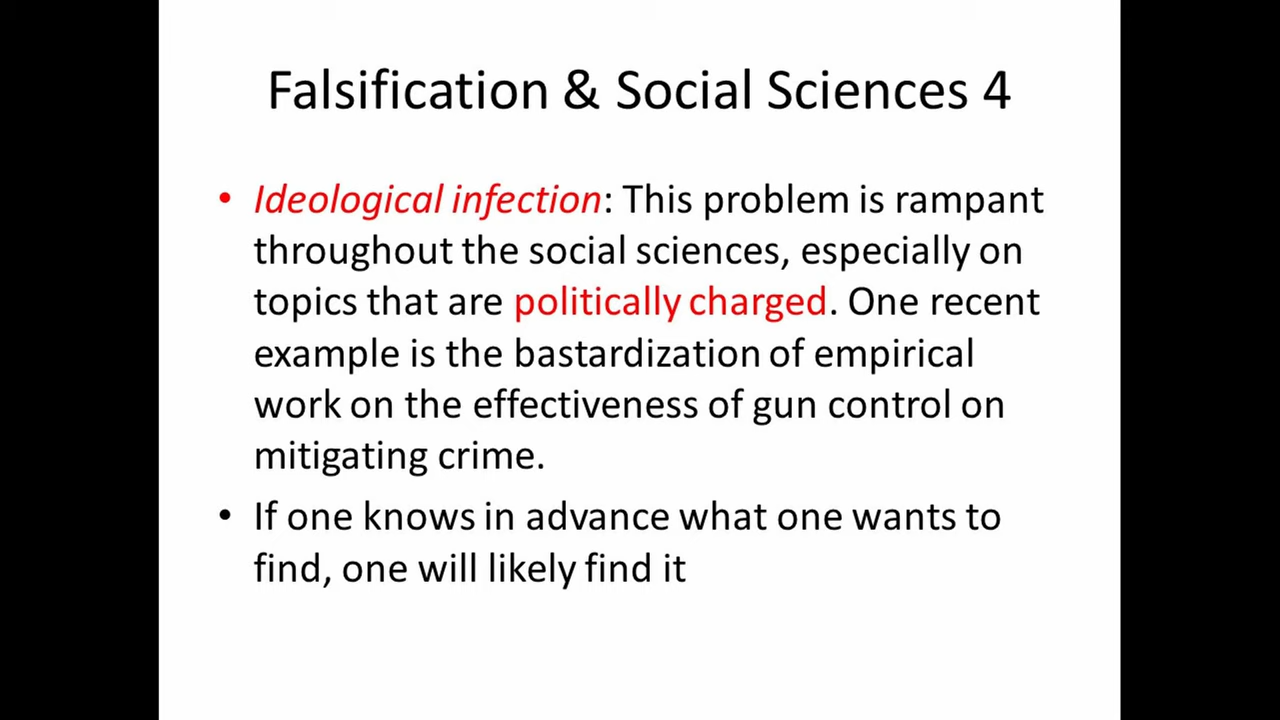 Falsification & Social Sciences 4
• Ideological infection: This problem is rampant
throughout the social sciences, especially on
topics that are politically charged. One recent
example is the bastardization of empirical
work on the effectiveness of gun control on
mitigating crime.
• If one knows in advance what one wants to
find, one will likely find it